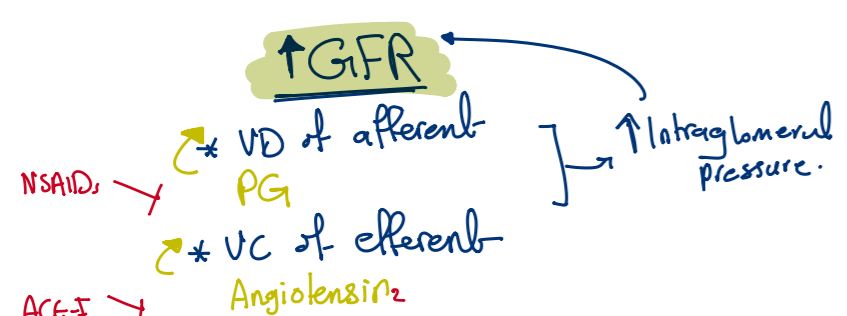 ↑GFR
* VD of afferent
↑Intraglomerul
pressure.
NSAIDs
PG
* VC of efferent
Angiotensin2
ACE-I